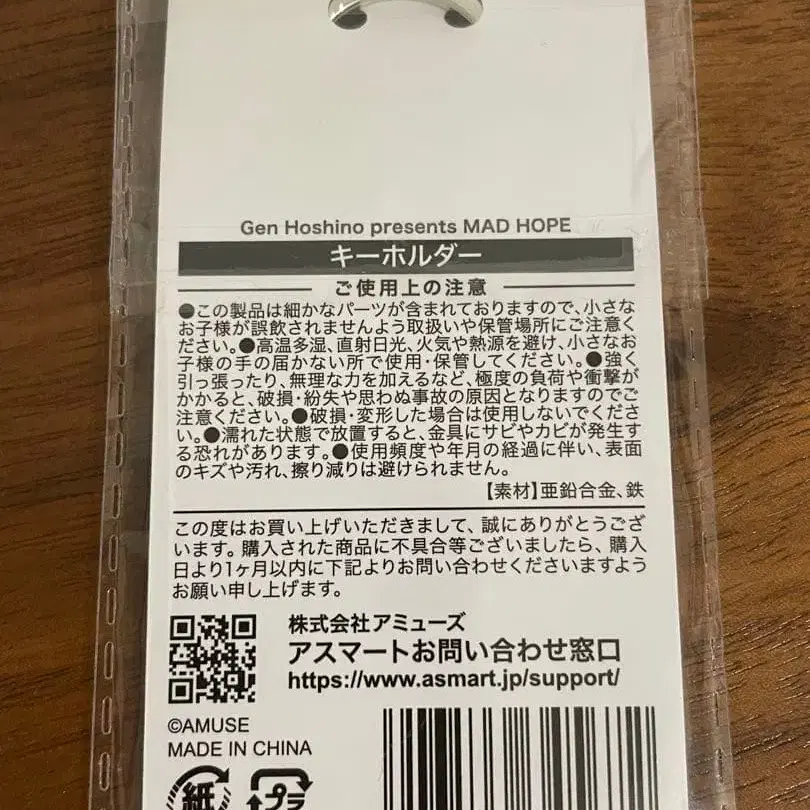 Gen Hoshino presents MAD HOPE
キーホルダー
ご使用上の注意
●この製品は細かなパーツが含まれておりますので、小さな
お子様が誤飲されませんよう取扱いや保管場所にご注意く
ださい。●高温多湿、直射日光、火気や熱源を避け、小さなお
子様の手の届かない所で使用・保管してください。●強く
引っ張ったり、無理な力を加えるなど、極度の負荷や衝撃が
かかると、破損・紛失や思わぬ事故の原因となりますのでご
注意ください。●破損・変形した場合は使用しないでくださ
い。●濡れた状態で放置すると、金具にサビやカビが発生す
る恐れがあります。●使用頻度や年月の経過に伴い、表面
のキズや汚れ、擦り減りは避けられません。
【素材】亜鉛合金、鉄
この度はお買い上げいただきまして、誠にありがとうござ
います。購入された商品に不具合等ございましたら、購入
日より1ヶ月以内に下記よりお問い合わせくださいますよう
お願い申し上げます。
株式会社アミューズ
アスマートお問い合わせ窓口
https://www.asmart.jp/support/
©AMUSE
MADE IN CHINA
紙
プラ